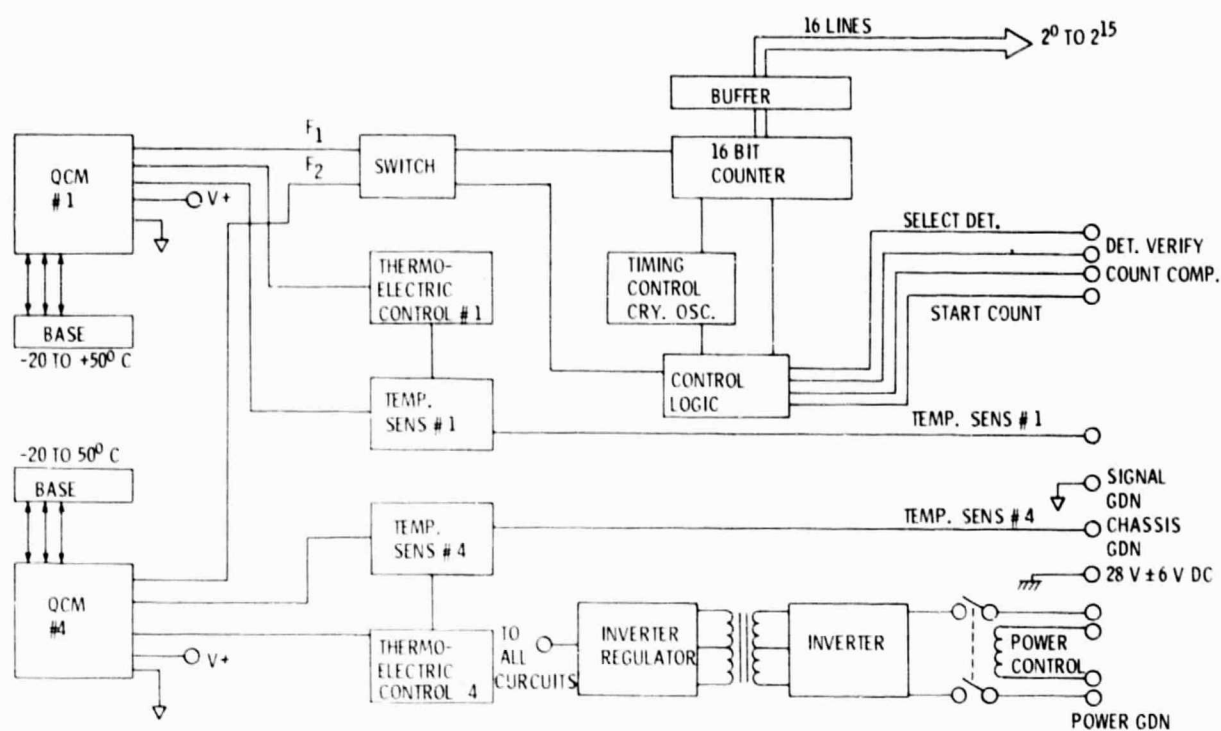 16 LINES
2⁰ TO 2¹⁵
BUFFER
F₁
F₂
SWITCH
16 BIT
COUNTER
QCM
#1
V+
SELECT DET.
DET. VERIFY
COUNT COMP.
START COUNT
THERMO-
ELECTRIC
CONTROL #1
TIMING
CONTROL
CRY. OSC.
BASE
-20 TO +50⁰ C
CONTROL
LOGIC
TEMP.
SENS #1
TEMP. SENS #1
-20 TO 50⁰ C
BASE
SIGNAL
GDN
TEMP.
SENS #4
TEMP. SENS #4
CHASSIS
GDN
28 V ± 6 V DC
QCM
#4
V+
THERMO-
ELECTRIC
CONTROL 4
TO
ALL
CURCUITS
INVERTER
REGULATOR
INVERTER
POWER
CONTROL
POWER GDN